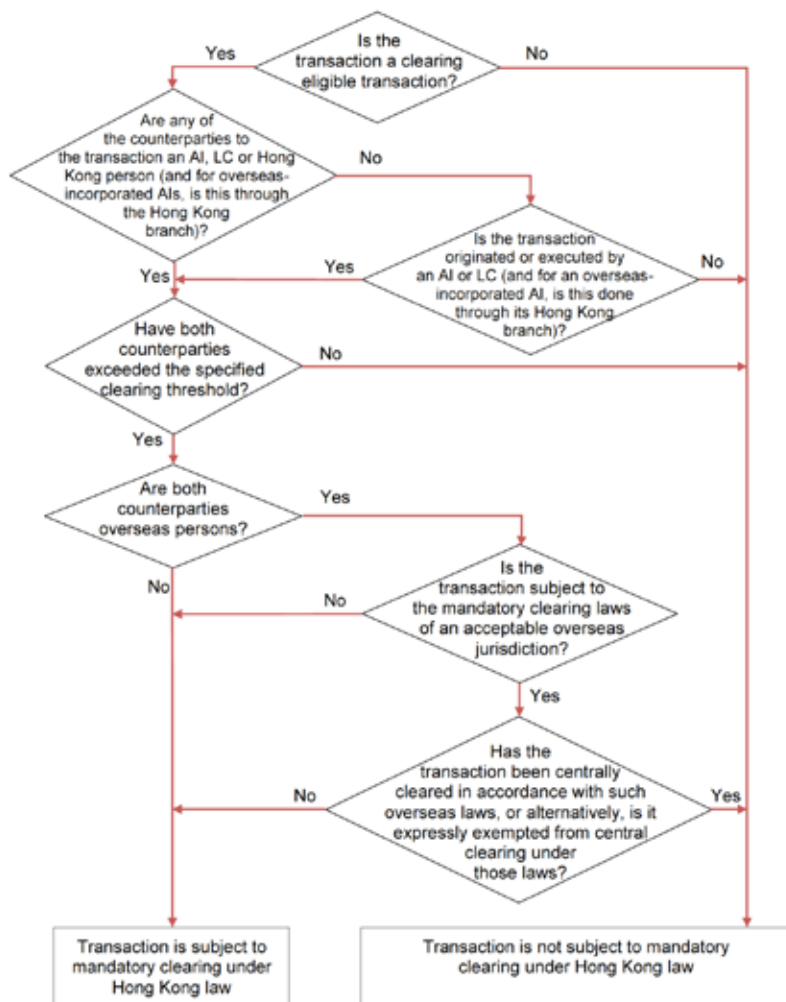 Is the
transaction a clearing
eligible transaction?
Yes
No
Are any of
the counterparties to
the transaction an AI, LC or Hong
Kong person (and for overseas-
incorporated AIs, is this through
the Hong Kong
branch)?
No
Yes
Is the transaction
originated or executed by
an AI or LC (and for an overseas-
incorporated AI, is this done
through its Hong Kong
branch)?
Yes
No
Have both
counterparties
exceeded the specified
clearing threshold?
No
Yes
Are both
counterparties
overseas persons?
Yes
No
Is the
transaction subject to
the mandatory clearing laws
of an acceptable overseas
jurisdiction?
No
Yes
Has the
transaction been centrally
cleared in accordance with such
overseas laws, or alternatively, is it
expressly exempted from central
clearing under
those laws?
No
Yes
Transaction is subject to
mandatory clearing under
Hong Kong law
Transaction is not subject to mandatory
clearing under Hong Kong law